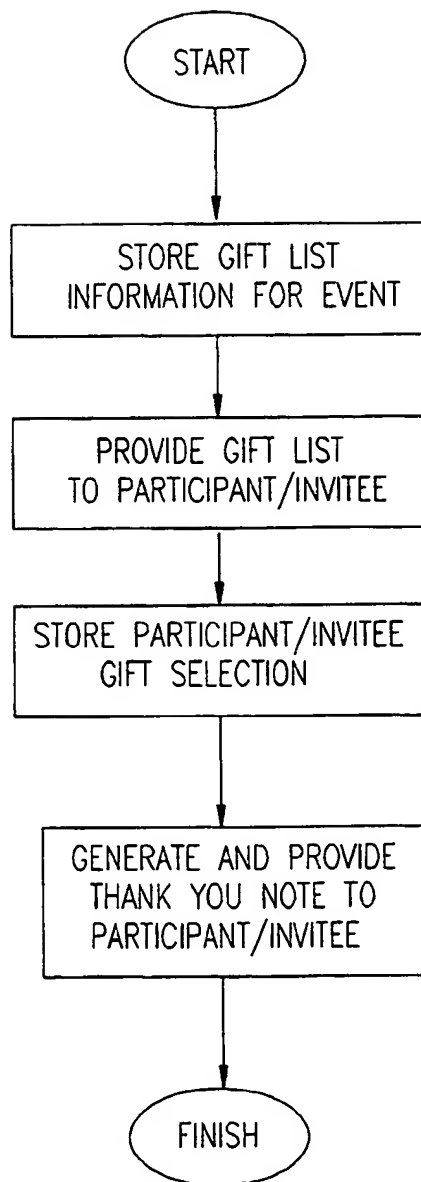 START
STORE GIFT LIST
INFORMATION FOR EVENT
PROVIDE GIFT LIST
TO PARTICIPANT/INVITEE
STORE PARTICIPANT/INVITEE
GIFT SELECTION
GENERATE AND PROVIDE
THANK YOU NOTE TO
PARTICIPANT/INVITEE
FINISH